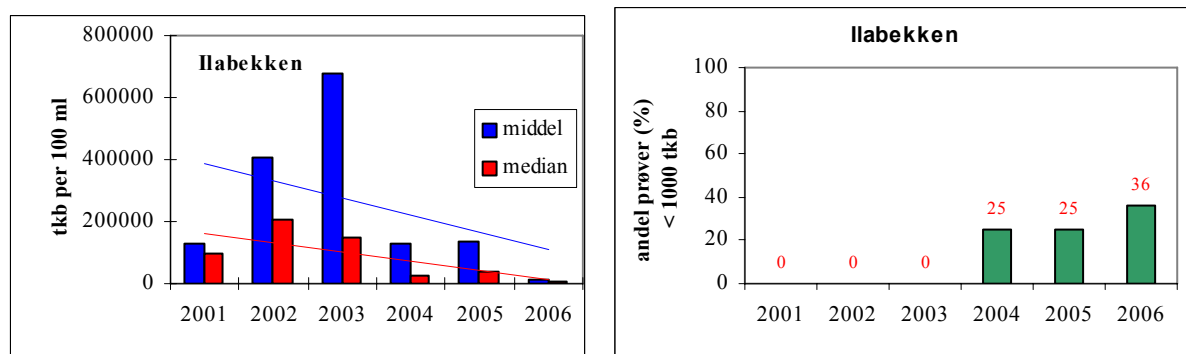 Ilabekken
tkb per 100 ml
800000
600000
400000
200000
0
middel
median
2001 2002 2003 2004 2005 2006
Ilabekken
andel prøver (%)
< 1000 tkb
100
80
60
40
20
0
0 0 0 25 25 36
2001 2002 2003 2004 2005 2006